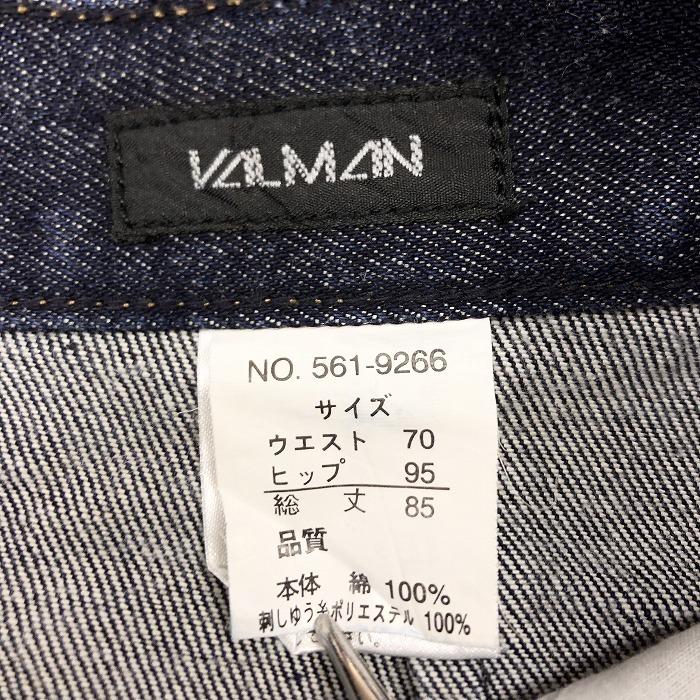 VALMAN
NO. 561-9266
サイズ
ウエスト 70
ヒップ 95
総 丈 85
品質
本体 綿 100%
刺しゅう糸ポリエステル 100%